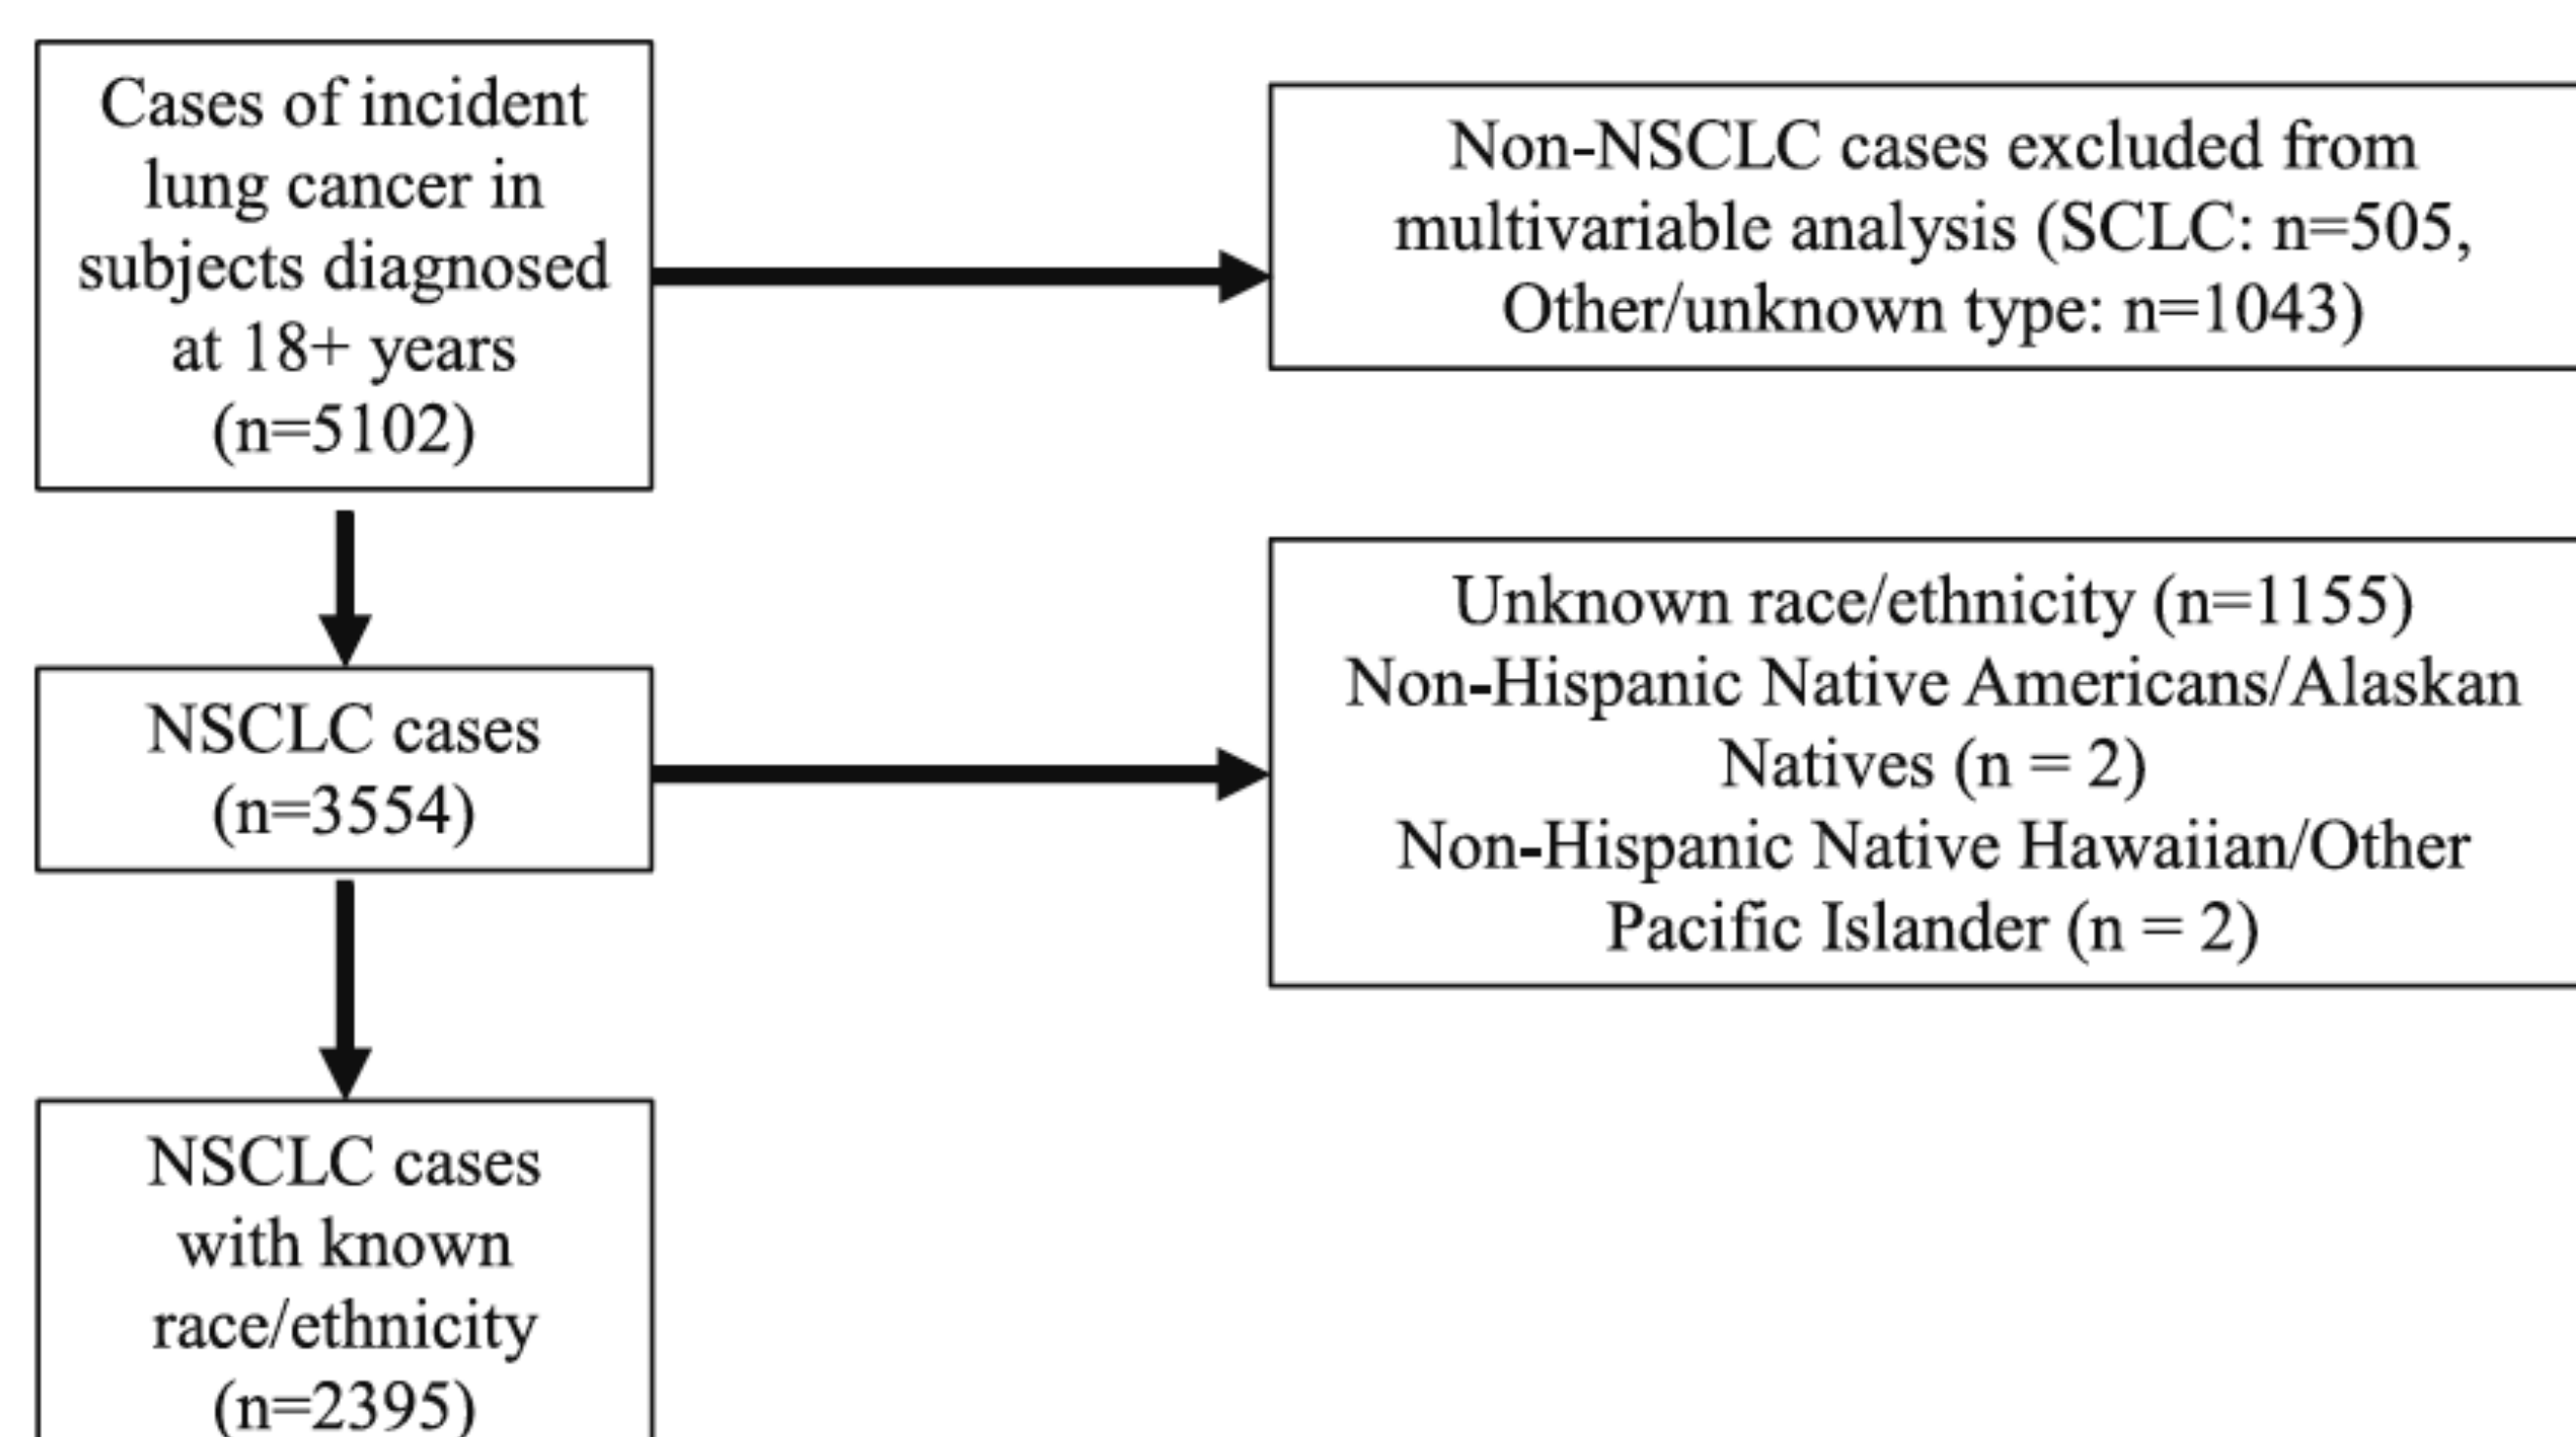 Cases of incident
lung cancer in
subjects diagnosed
at 18+ years
(n=5102)
Non-NSCLC cases excluded from
multivariable analysis (SCLC: n=505,
Other/unknown type: n=1043)
NSCLC cases
(n=3554)
Unknown race/ethnicity (n=1155)
Non-Hispanic Native Americans/Alaskan
Natives (n = 2)
Non-Hispanic Native Hawaiian/Other
Pacific Islander (n = 2)
NSCLC cases
with known
race/ethnicity
(n=2395)